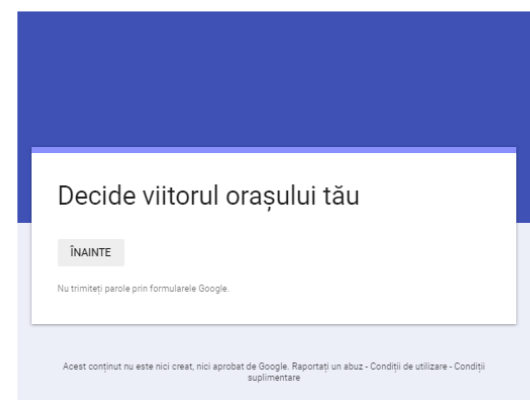 Decide viitorul orașului tău
ÎNAINTE
Nu trimiteți parole prin formularele Google.
Acest conținut nu este nici creat, nici aprobat de Google. Raportați un abuz - Condiții de utilizare - Condiții
suplimentare